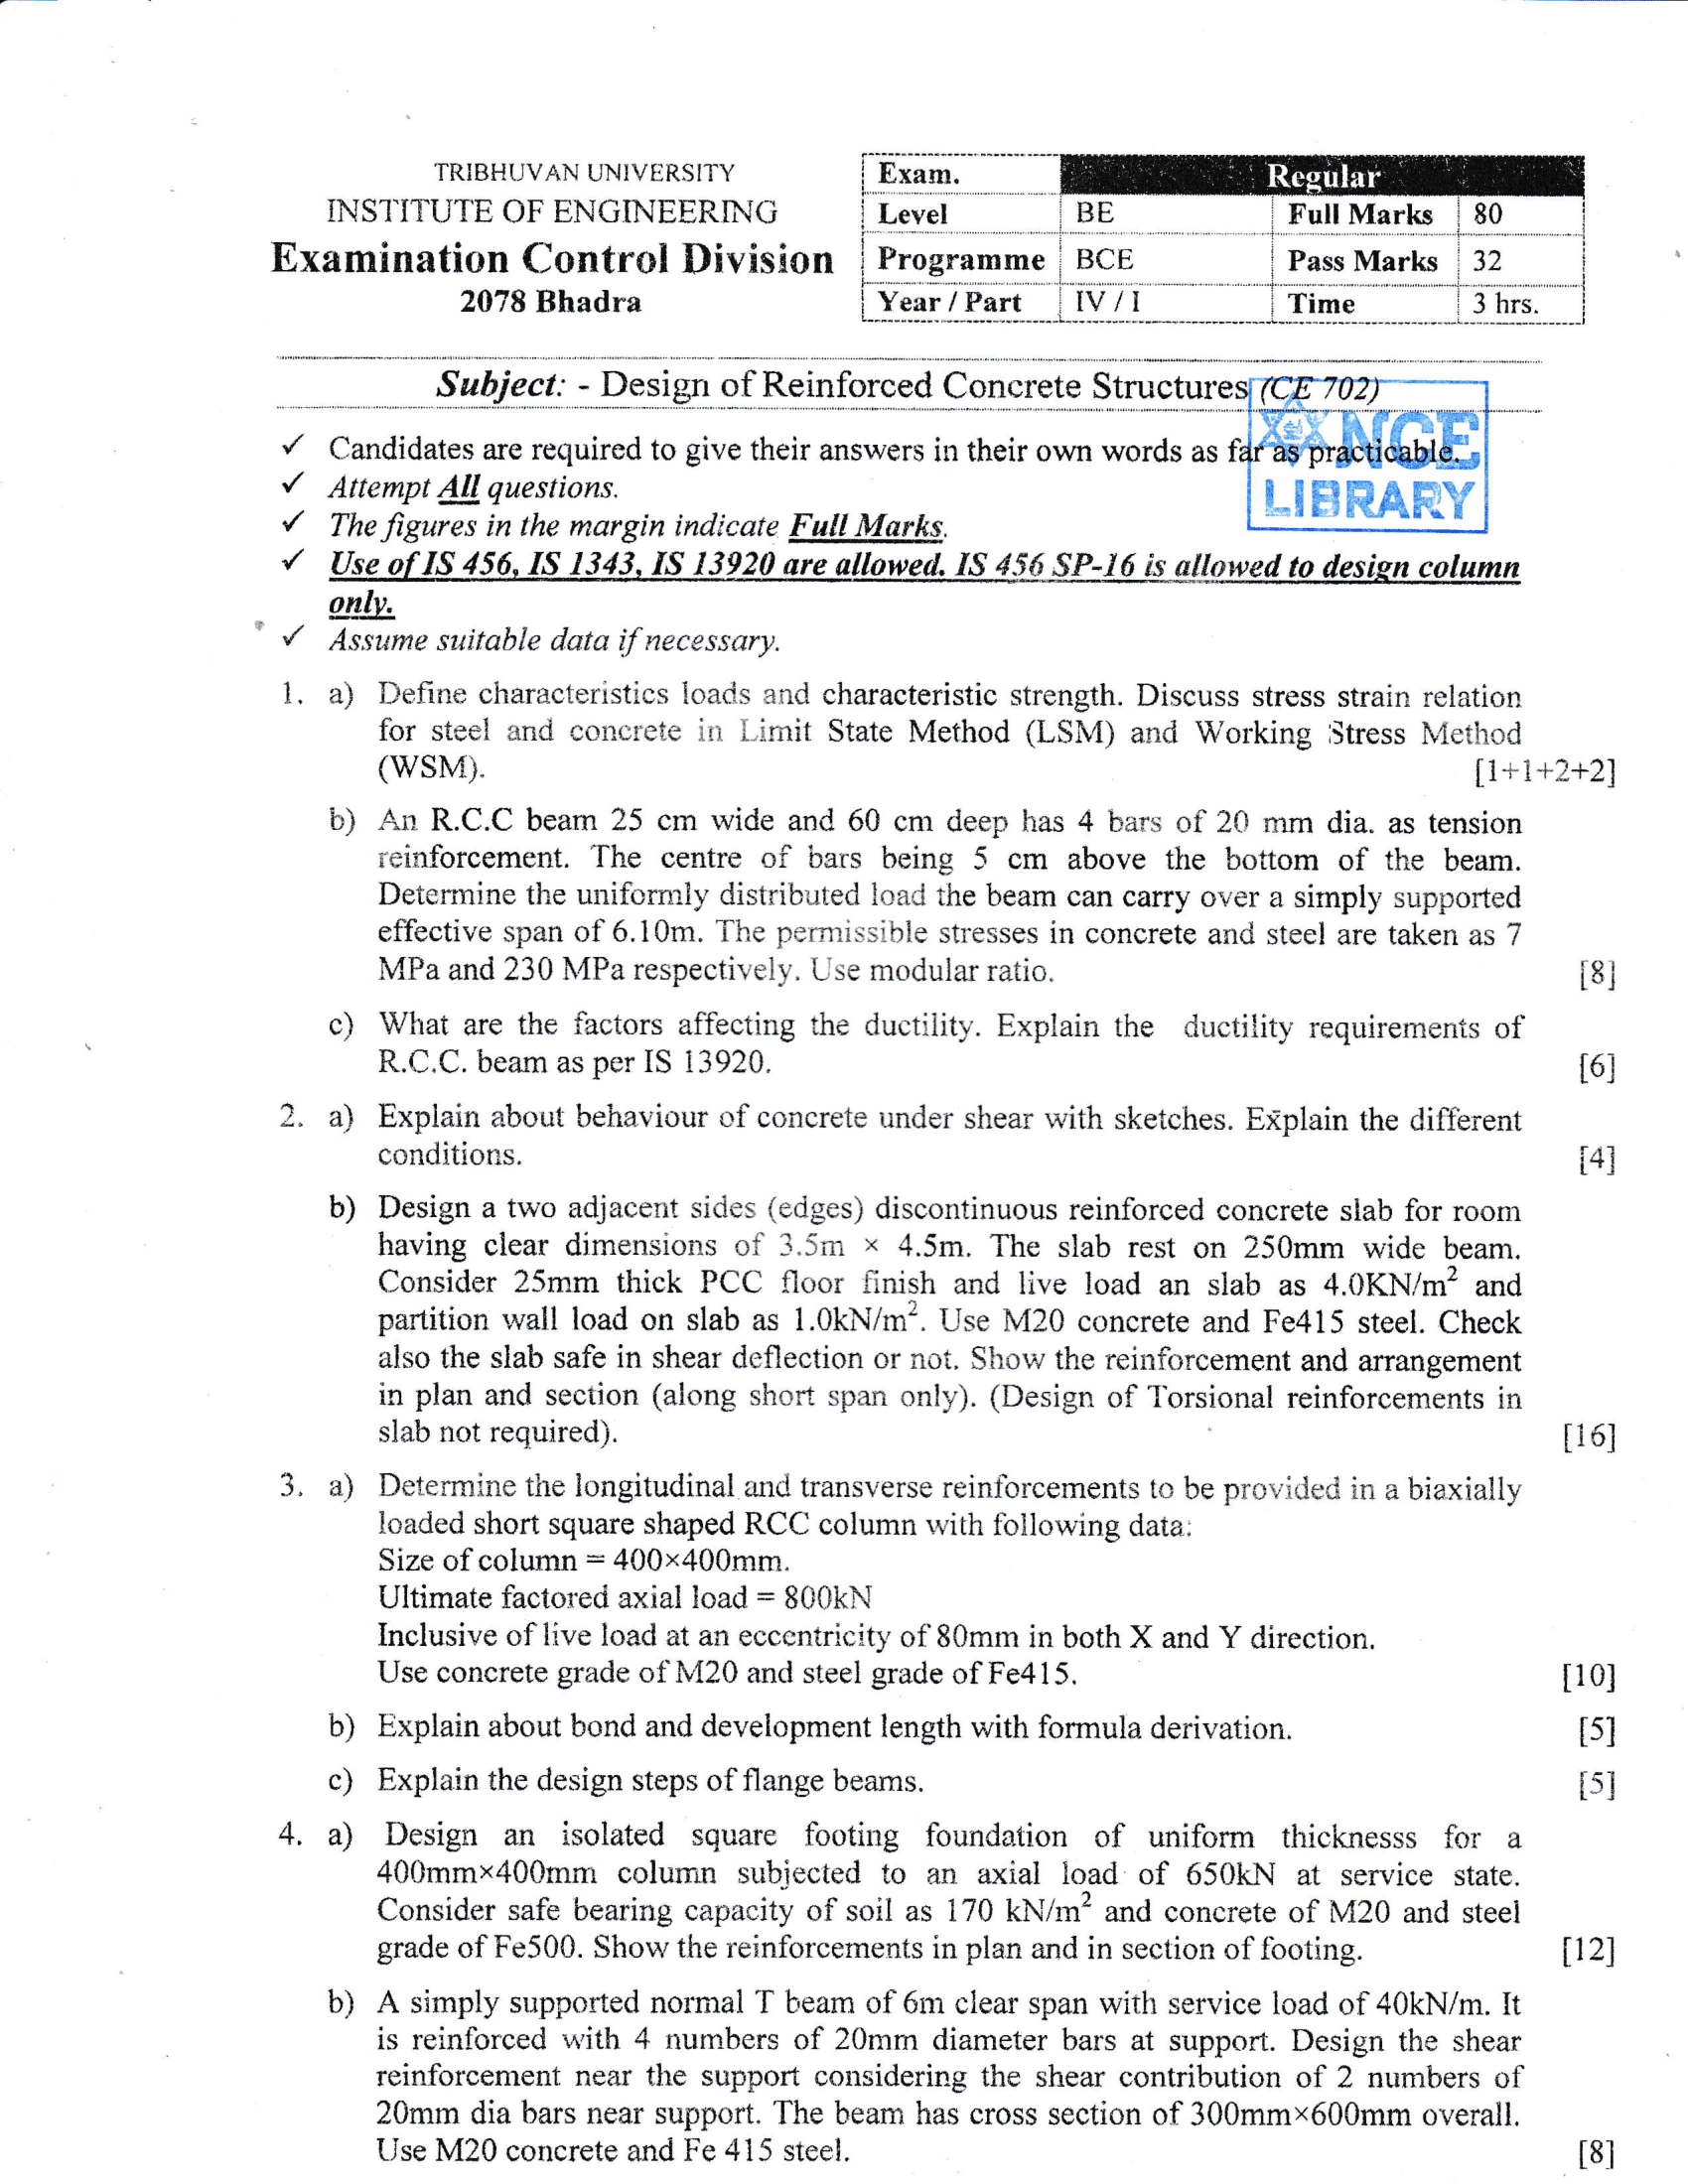 TRIBHUVAN UNIVERSITY
INSTITUTE OF ENGINEERING
Examination Control Division
2078 Bhadra
Exam. Regular
Level BE Full Marks 80
Programme BCE Pass Marks 32
Year / Part IV / I Time 3 hrs.
Subject: - Design of Reinforced Concrete Structures (CE 702)
NCE
LIBRARY
✓ Candidates are required to give their answers in their own words as far as practicable.
✓ Attempt All questions.
✓ The figures in the margin indicate Full Marks.
✓ Use of IS 456, IS 1343, IS 13920 are allowed. IS 456 SP-16 is allowed to design column
only.
✓ Assume suitable data if necessary.
1. a) Define characteristics loads and characteristic strength. Discuss stress strain relation
for steel and concrete in Limit State Method (LSM) and Working Stress Method
(WSM). [1+1+2+2]
b) An R.C.C beam 25 cm wide and 60 cm deep has 4 bars of 20 mm dia. as tension
reinforcement. The centre of bars being 5 cm above the bottom of the beam.
Determine the uniformly distributed load the beam can carry over a simply supported
effective span of 6.10m. The permissible stresses in concrete and steel are taken as 7
MPa and 230 MPa respectively. Use modular ratio. [8]
c) What are the factors affecting the ductility. Explain the ductility requirements of
R.C.C. beam as per IS 13920. [6]
2. a) Explain about behaviour of concrete under shear with sketches. Explain the different
conditions. [4]
b) Design a two adjacent sides (edges) discontinuous reinforced concrete slab for room
having clear dimensions of 3.5m × 4.5m. The slab rest on 250mm wide beam.
Consider 25mm thick PCC floor finish and live load an slab as 4.0KN/m² and
partition wall load on slab as 1.0kN/m². Use M20 concrete and Fe415 steel. Check
also the slab safe in shear deflection or not. Show the reinforcement and arrangement
in plan and section (along short span only). (Design of Torsional reinforcements in
slab not required). [16]
3. a) Determine the longitudinal and transverse reinforcements to be provided in a biaxially
loaded short square shaped RCC column with following data:
Size of column = 400×400mm.
Ultimate factored axial load = 800kN
Inclusive of live load at an eccentricity of 80mm in both X and Y direction.
Use concrete grade of M20 and steel grade of Fe415. [10]
b) Explain about bond and development length with formula derivation. [5]
c) Explain the design steps of flange beams. [5]
4. a) Design an isolated square footing foundation of uniform thicknesss for a
400mm×400mm column subjected to an axial load of 650kN at service state.
Consider safe bearing capacity of soil as 170 kN/m² and concrete of M20 and steel
grade of Fe500. Show the reinforcements in plan and in section of footing. [12]
b) A simply supported normal T beam of 6m clear span with service load of 40kN/m. It
is reinforced with 4 numbers of 20mm diameter bars at support. Design the shear
reinforcement near the support considering the shear contribution of 2 numbers of
20mm dia bars near support. The beam has cross section of 300mm×600mm overall.
Use M20 concrete and Fe 415 steel. [8]